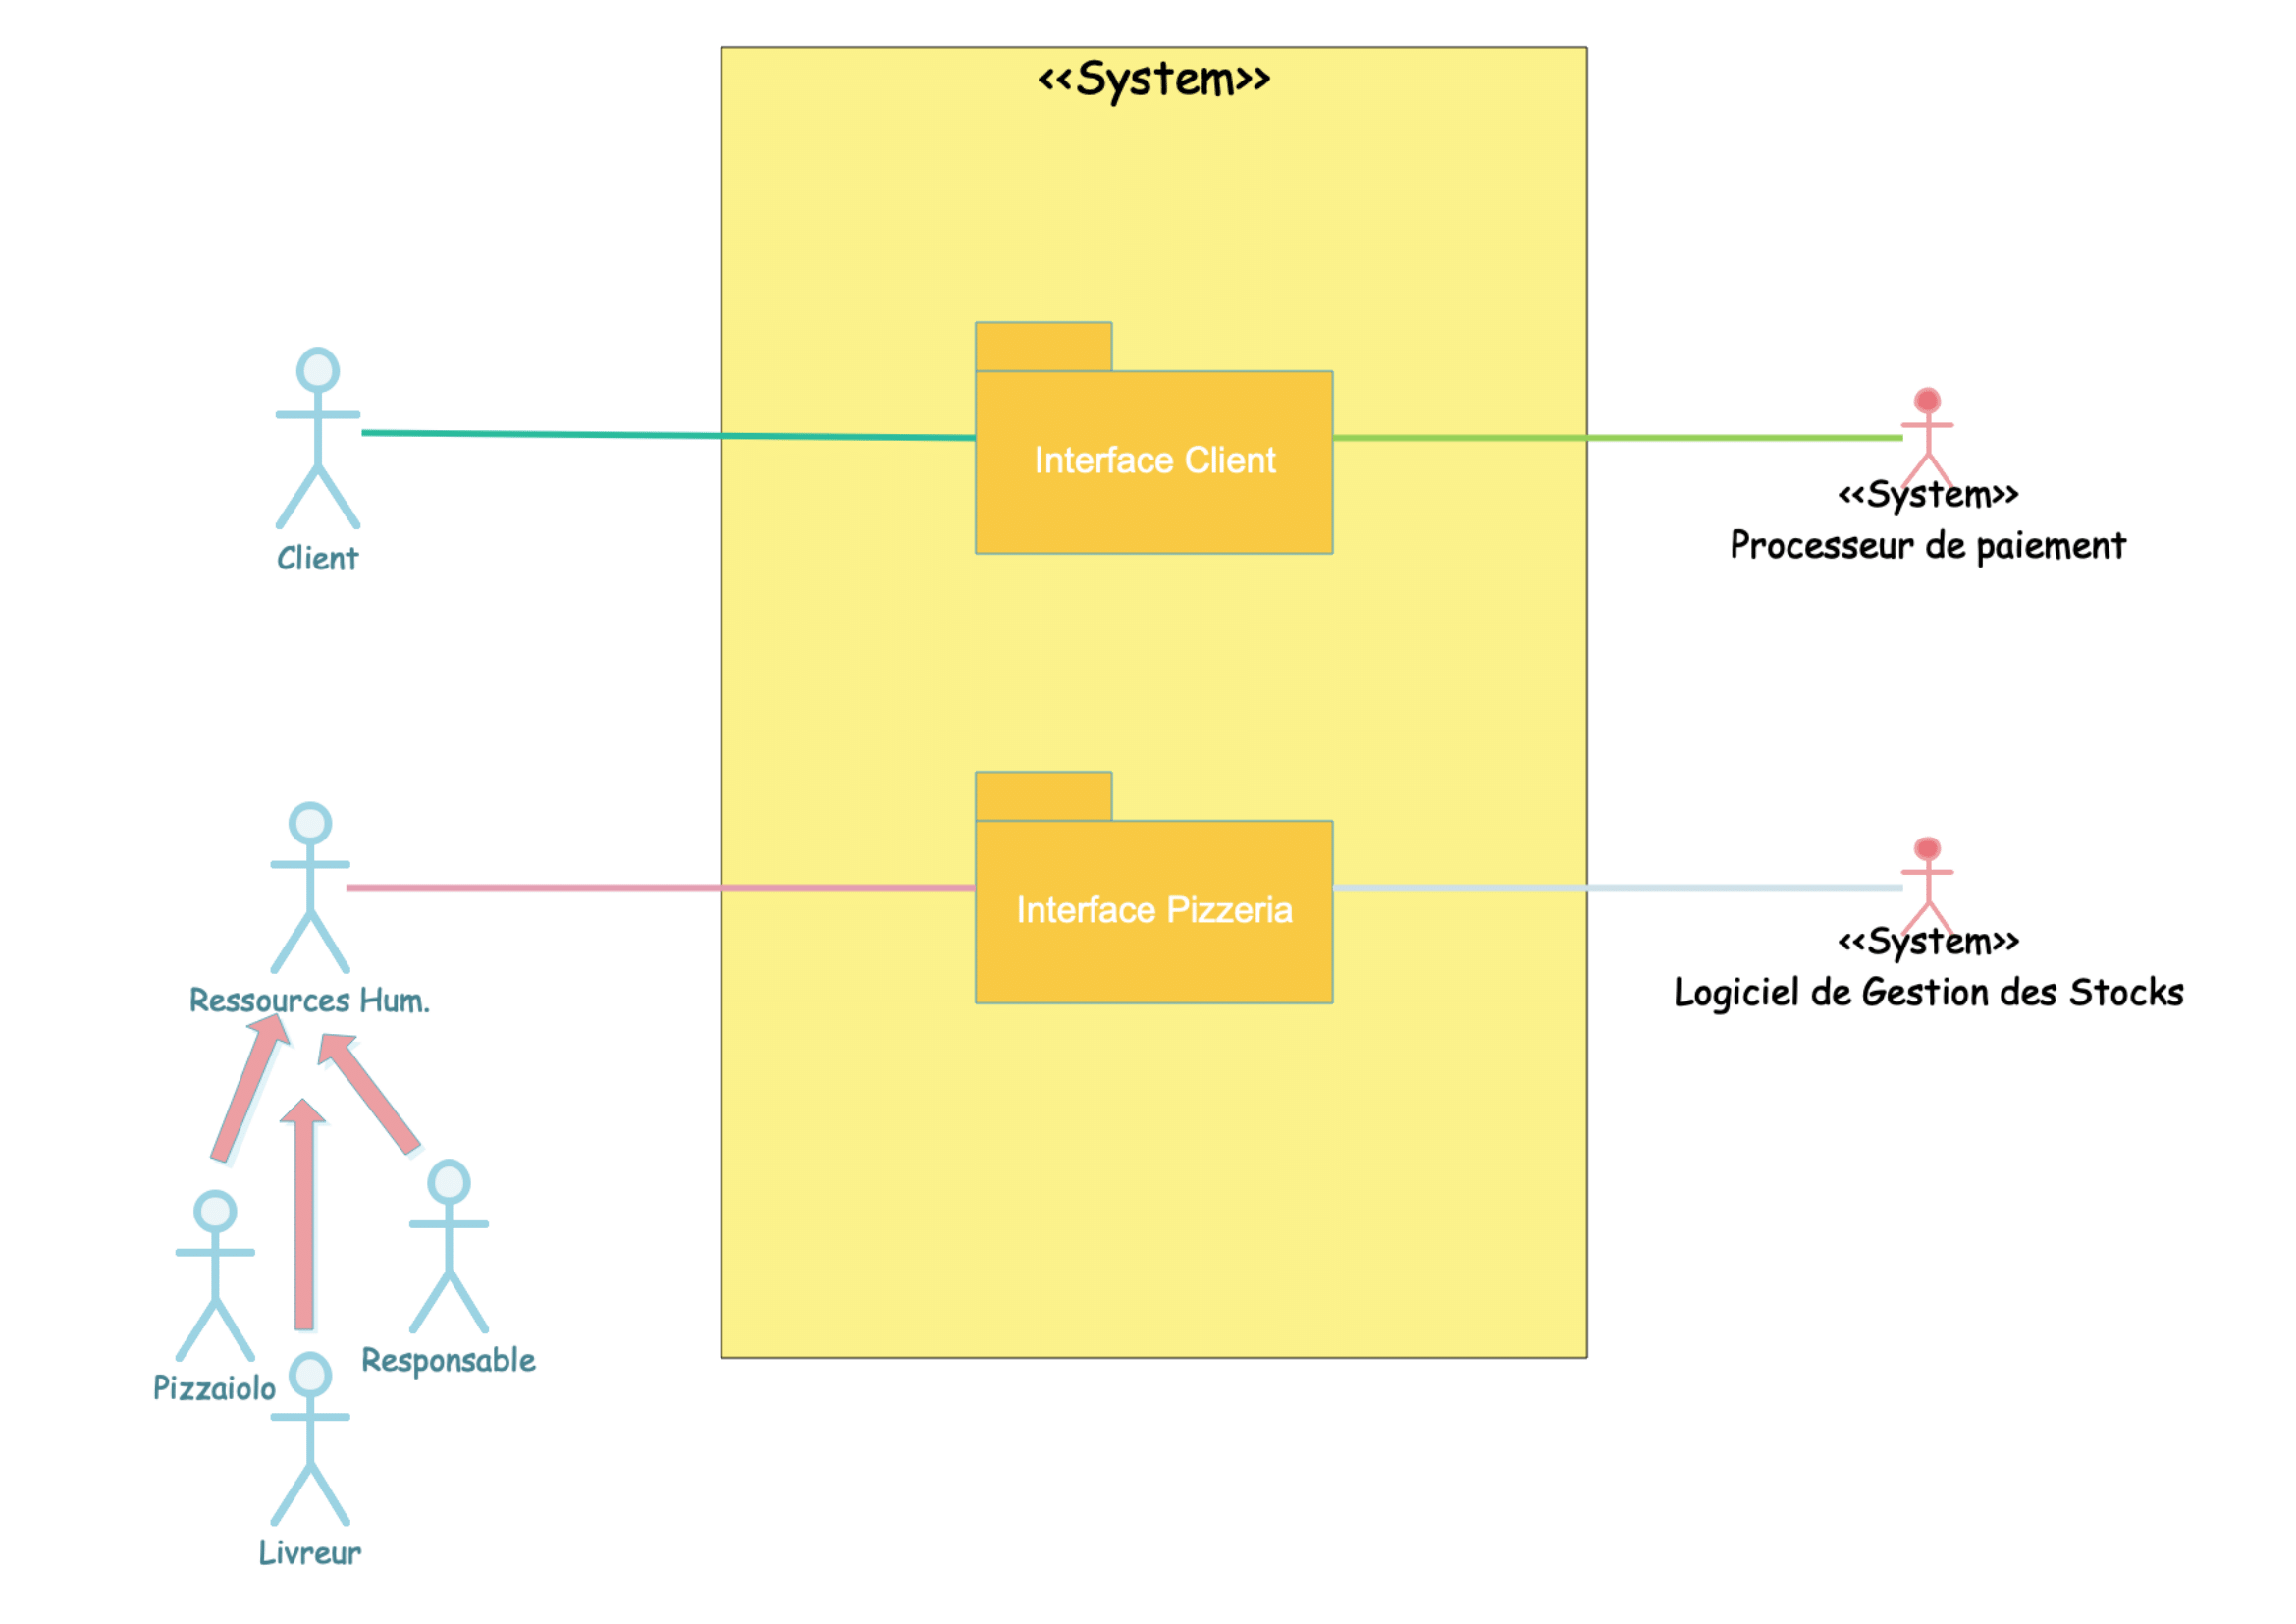 <<System>>
Interface Client
Client
<<System>>
Processeur de paiement
Interface Pizzeria
Ressources Hum.
<<System>>
Logiciel de Gestion des Stocks
Responsable
Pizzaiolo
Livreur